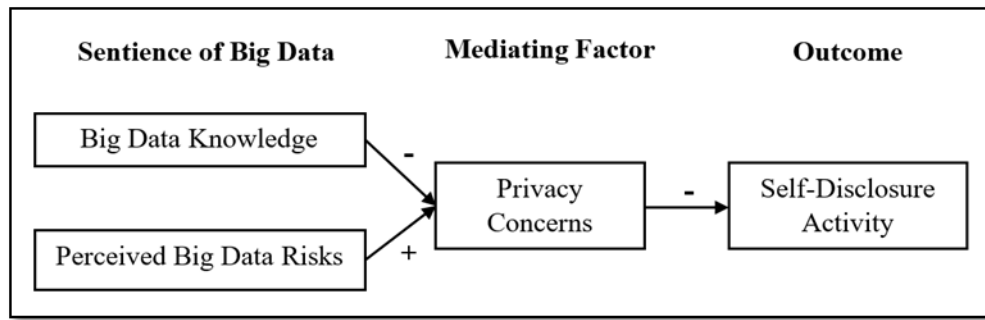 Sentience of Big Data
Mediating Factor
Outcome
Big Data Knowledge
-
Privacy
Concerns
-
Self-Disclosure
Activity
Perceived Big Data Risks
+